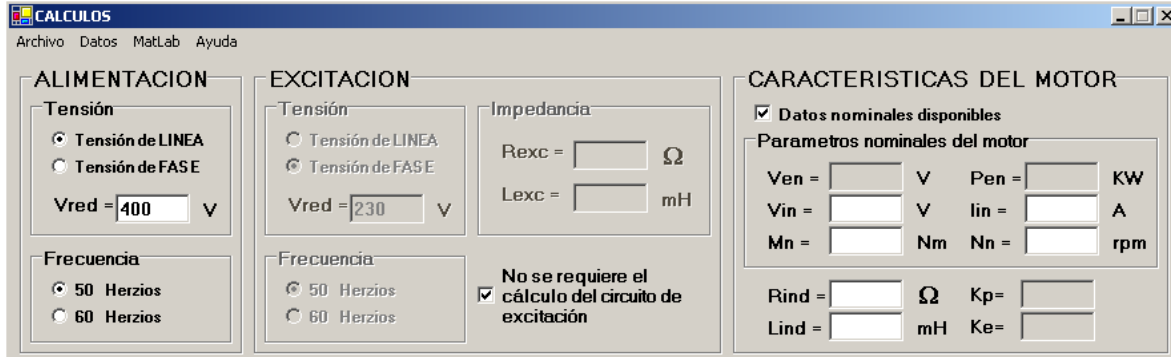 CALCULOS
Archivo Datos MatLab Ayuda
ALIMENTACION
Tensión
Tensión de LINEA
Tensión de FASE
Vred = 400 V
Frecuencia
50 Herzios
60 Herzios
EXCITACION
Tensión
Tensión de LINEA
Tensión de FASE
Vred = 230 V
Frecuencia
50 Herzios
60 Herzios
Impedancia
Rexc = Ω
Lexc = mH
No se requiere el
cálculo del circuito de
excitación
CARACTERISTICAS DEL MOTOR
Datos nominales disponibles
Parametros nominales del motor
Ven = V Pen = KW
Vin = V Iin = A
Mn = Nm Nn = rpm
Rind = Ω Kp=
Lind = mH Ke=